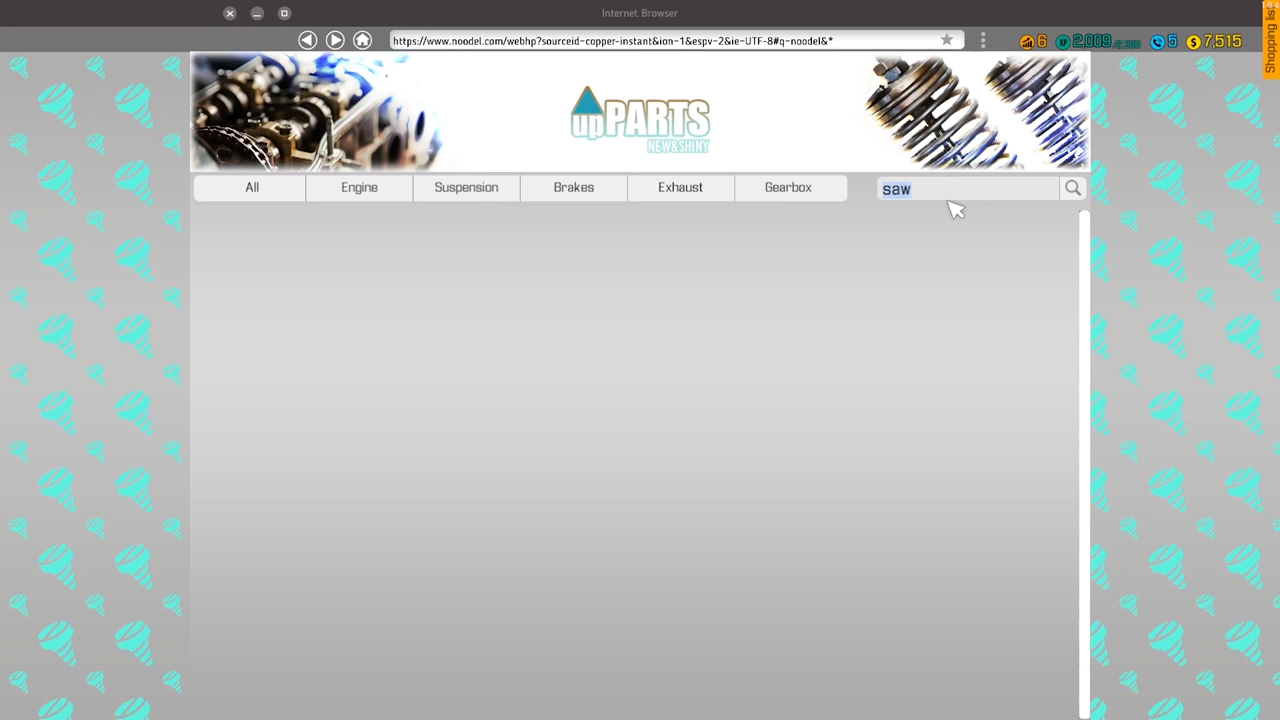 Internet Browser
https://www.noodel.com/webhp?sourceid-copper-instant&ion-1&espv-2&ie-UTF-8#q-noodel&*
6
XP 2,009
5
$ 7,515
Shopping list
upPARTS
NEW&SHINY
All
Engine
Suspension
Brakes
Exhaust
Gearbox
saw